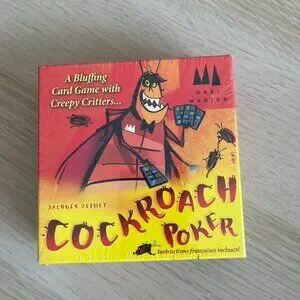 A Bluffing
Card Game with
Creepy Critters...
DREI
MAGIER
JACQUES ZEIMET
COCKROACH
POKER
Instructions françaises incluses!